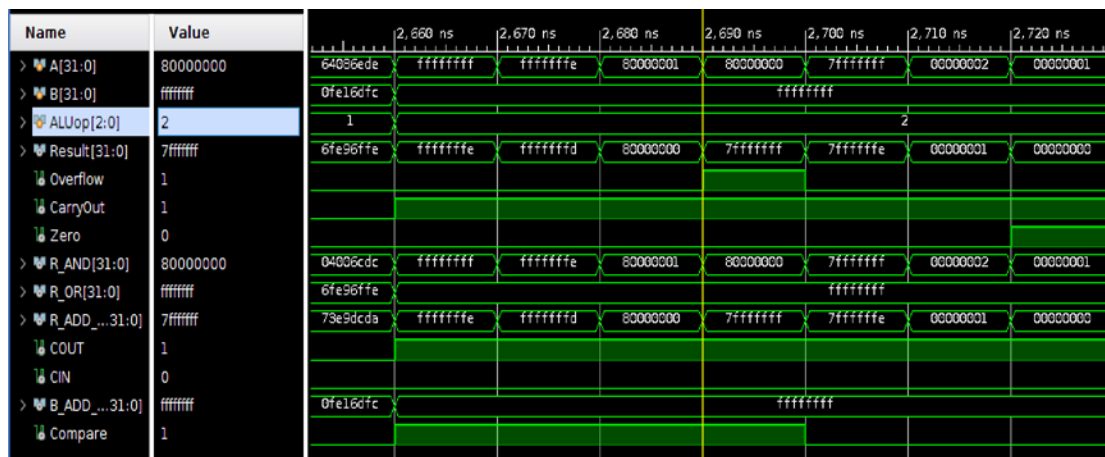 Name Value 2,660 ns 2,670 ns 2,680 ns 2,690 ns 2,700 ns 2,710 ns 2,720 ns
A[31:0] 80000000 64086ede ffffffff fffffffe 80000001 80000000 7fffffff 00000002 00000001
B[31:0] ffffffff 0fe16dfc ffffffff
ALUop[2:0] 2 1 2
Result[31:0] 7fffffff 6fe96ffe fffffffe fffffffd 80000000 7fffffff 7ffffffe 00000001 00000000
Overflow 1
CarryOut 1
Zero 0
R_AND[31:0] 80000000 04006cdc ffffffff fffffffe 80000001 80000000 7fffffff 00000002 00000001
R_OR[31:0] ffffffff 6fe96ffe ffffffff
R_ADD_...31:0] 7fffffff 73e9dcda fffffffe fffffffd 80000000 7fffffff 7ffffffe 00000001 00000000
COUT 1
CIN 0
B_ADD_...31:0] ffffffff 0fe16dfc ffffffff
Compare 1